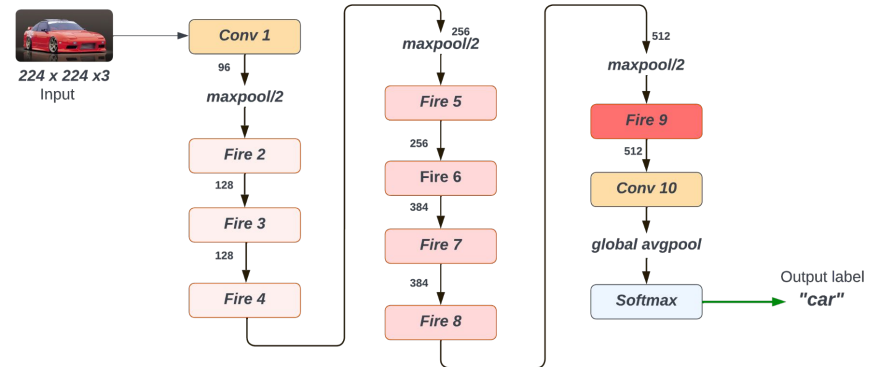 224 x 224 x3
Input
Conv 1
96
maxpool/2
Fire 2
128
Fire 3
128
Fire 4
256
maxpool/2
Fire 5
256
Fire 6
384
Fire 7
384
Fire 8
512
maxpool/2
Fire 9
512
Conv 10
global avgpool
Softmax
Output label
"car"